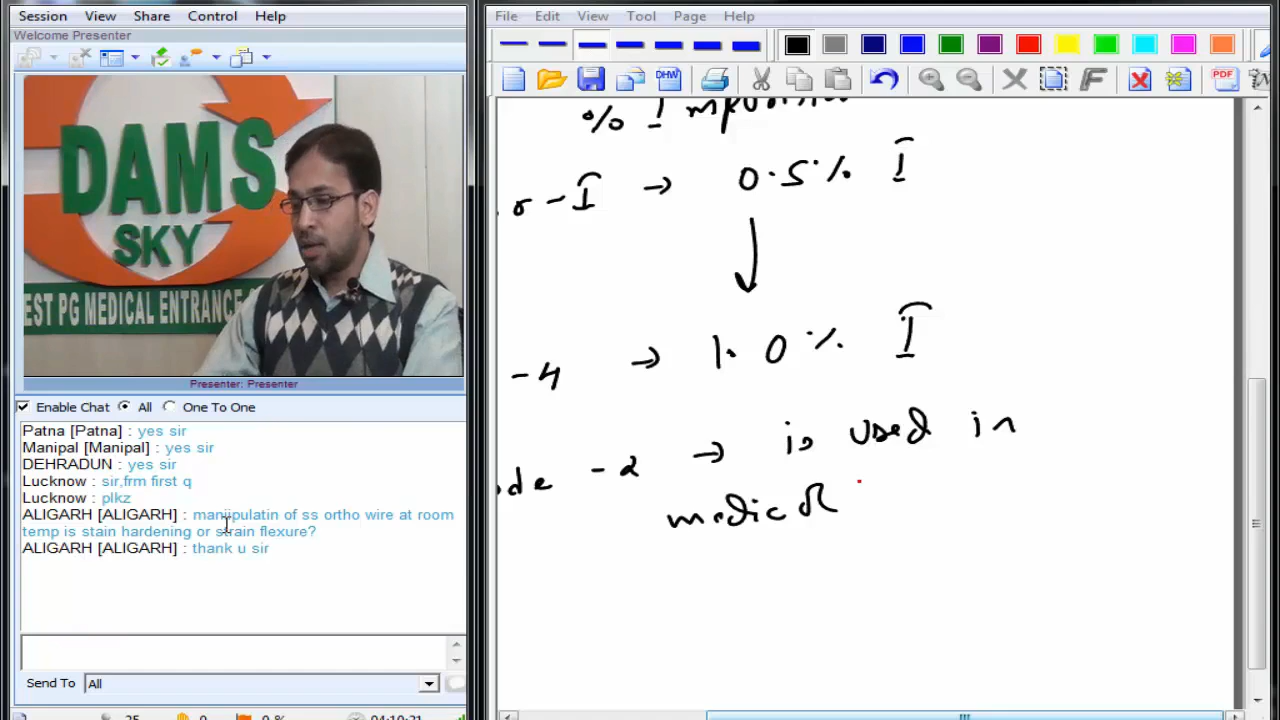 Session View Share Control Help
Welcome Presenter
DAMS
SKY
EST PG MEDICAL ENTRANCE
Presenter: Presenter
Enable Chat All One To One
Patna [Patna] : yes sir
Manipal [Manipal] : yes sir
DEHRADUN : yes sir
Lucknow : sir,frm first q
Lucknow : plkz
ALIGARH [ALIGARH] : manijpulatin of ss ortho wire at room
temp is stain hardening or strain flexure?
ALIGARH [ALIGARH] : thank u sir
Send To All
File Edit View Tool Page Help
DHW
PDF
% I
r - I → 0.5% I
- 4 → 1.0% I
de - 2 → is used in
medical